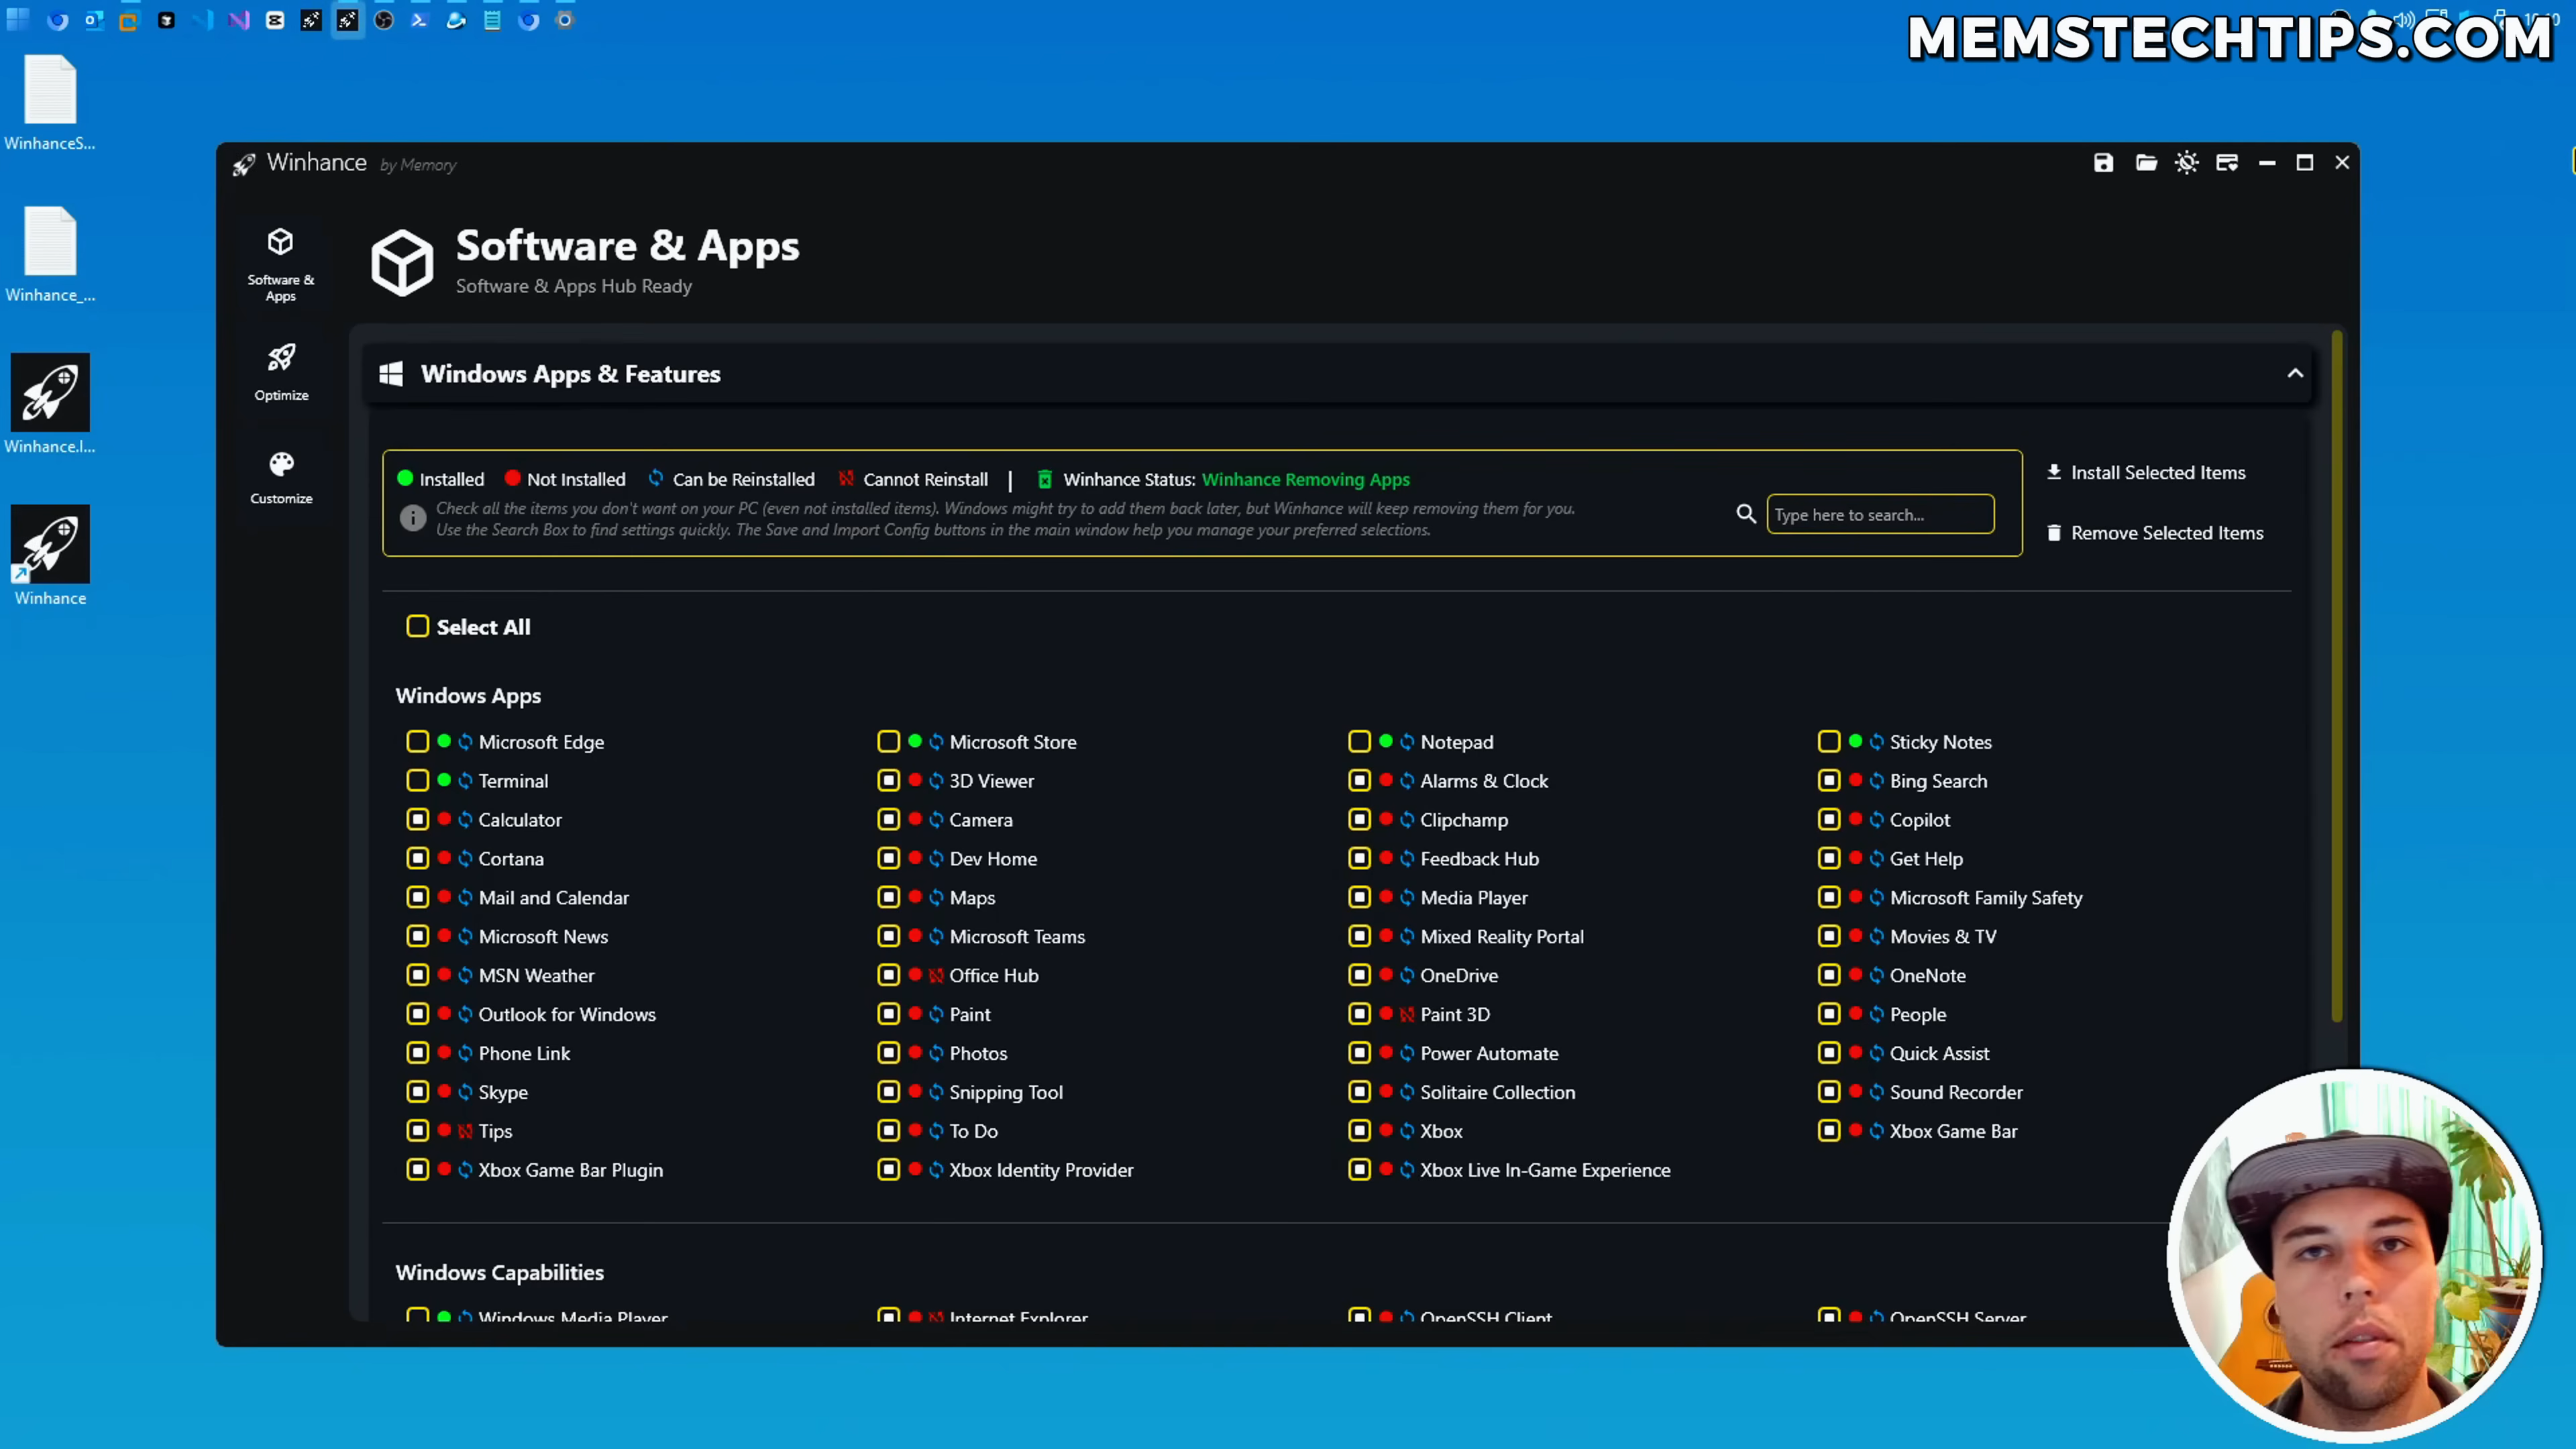 MEMSTECHTIPS.COM
WinhanceS...
Winhance_...
Winhance.l...
Winhance
Winhance by Memory
Software & Apps
Optimize
Customize
Software & Apps
Software & Apps Hub Ready
Windows Apps & Features
Installed Not Installed Can be Reinstalled Cannot Reinstall | Winhance Status: Winhance Removing Apps
Check all the items you don't want on your PC (even not installed items). Windows might try to add them back later, but Winhance will keep removing them for you.
Use the Search Box to find settings quickly. The Save and Import Config buttons in the main window help you manage your preferred selections.
Type here to search...
Install Selected Items
Remove Selected Items
Select All
Windows Apps
Microsoft Edge Microsoft Store Notepad Sticky Notes
Terminal 3D Viewer Alarms & Clock Bing Search
Calculator Camera Clipchamp Copilot
Cortana Dev Home Feedback Hub Get Help
Mail and Calendar Maps Media Player Microsoft Family Safety
Microsoft News Microsoft Teams Mixed Reality Portal Movies & TV
MSN Weather Office Hub OneDrive OneNote
Outlook for Windows Paint Paint 3D People
Phone Link Photos Power Automate Quick Assist
Skype Snipping Tool Solitaire Collection Sound Recorder
Tips To Do Xbox Xbox Game Bar
Xbox Game Bar Plugin Xbox Identity Provider Xbox Live In-Game Experience
Windows Capabilities
Windows Media Player Internet Explorer OpenSSH Client OpenSSH Server